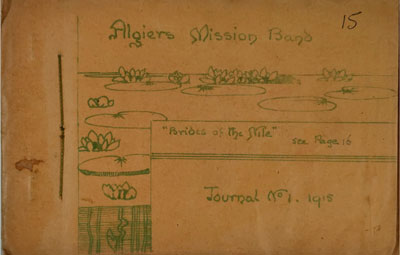 15
Algiers Mission Band
"Brides of the Nile" see Page 16
Journal No 1. 1915